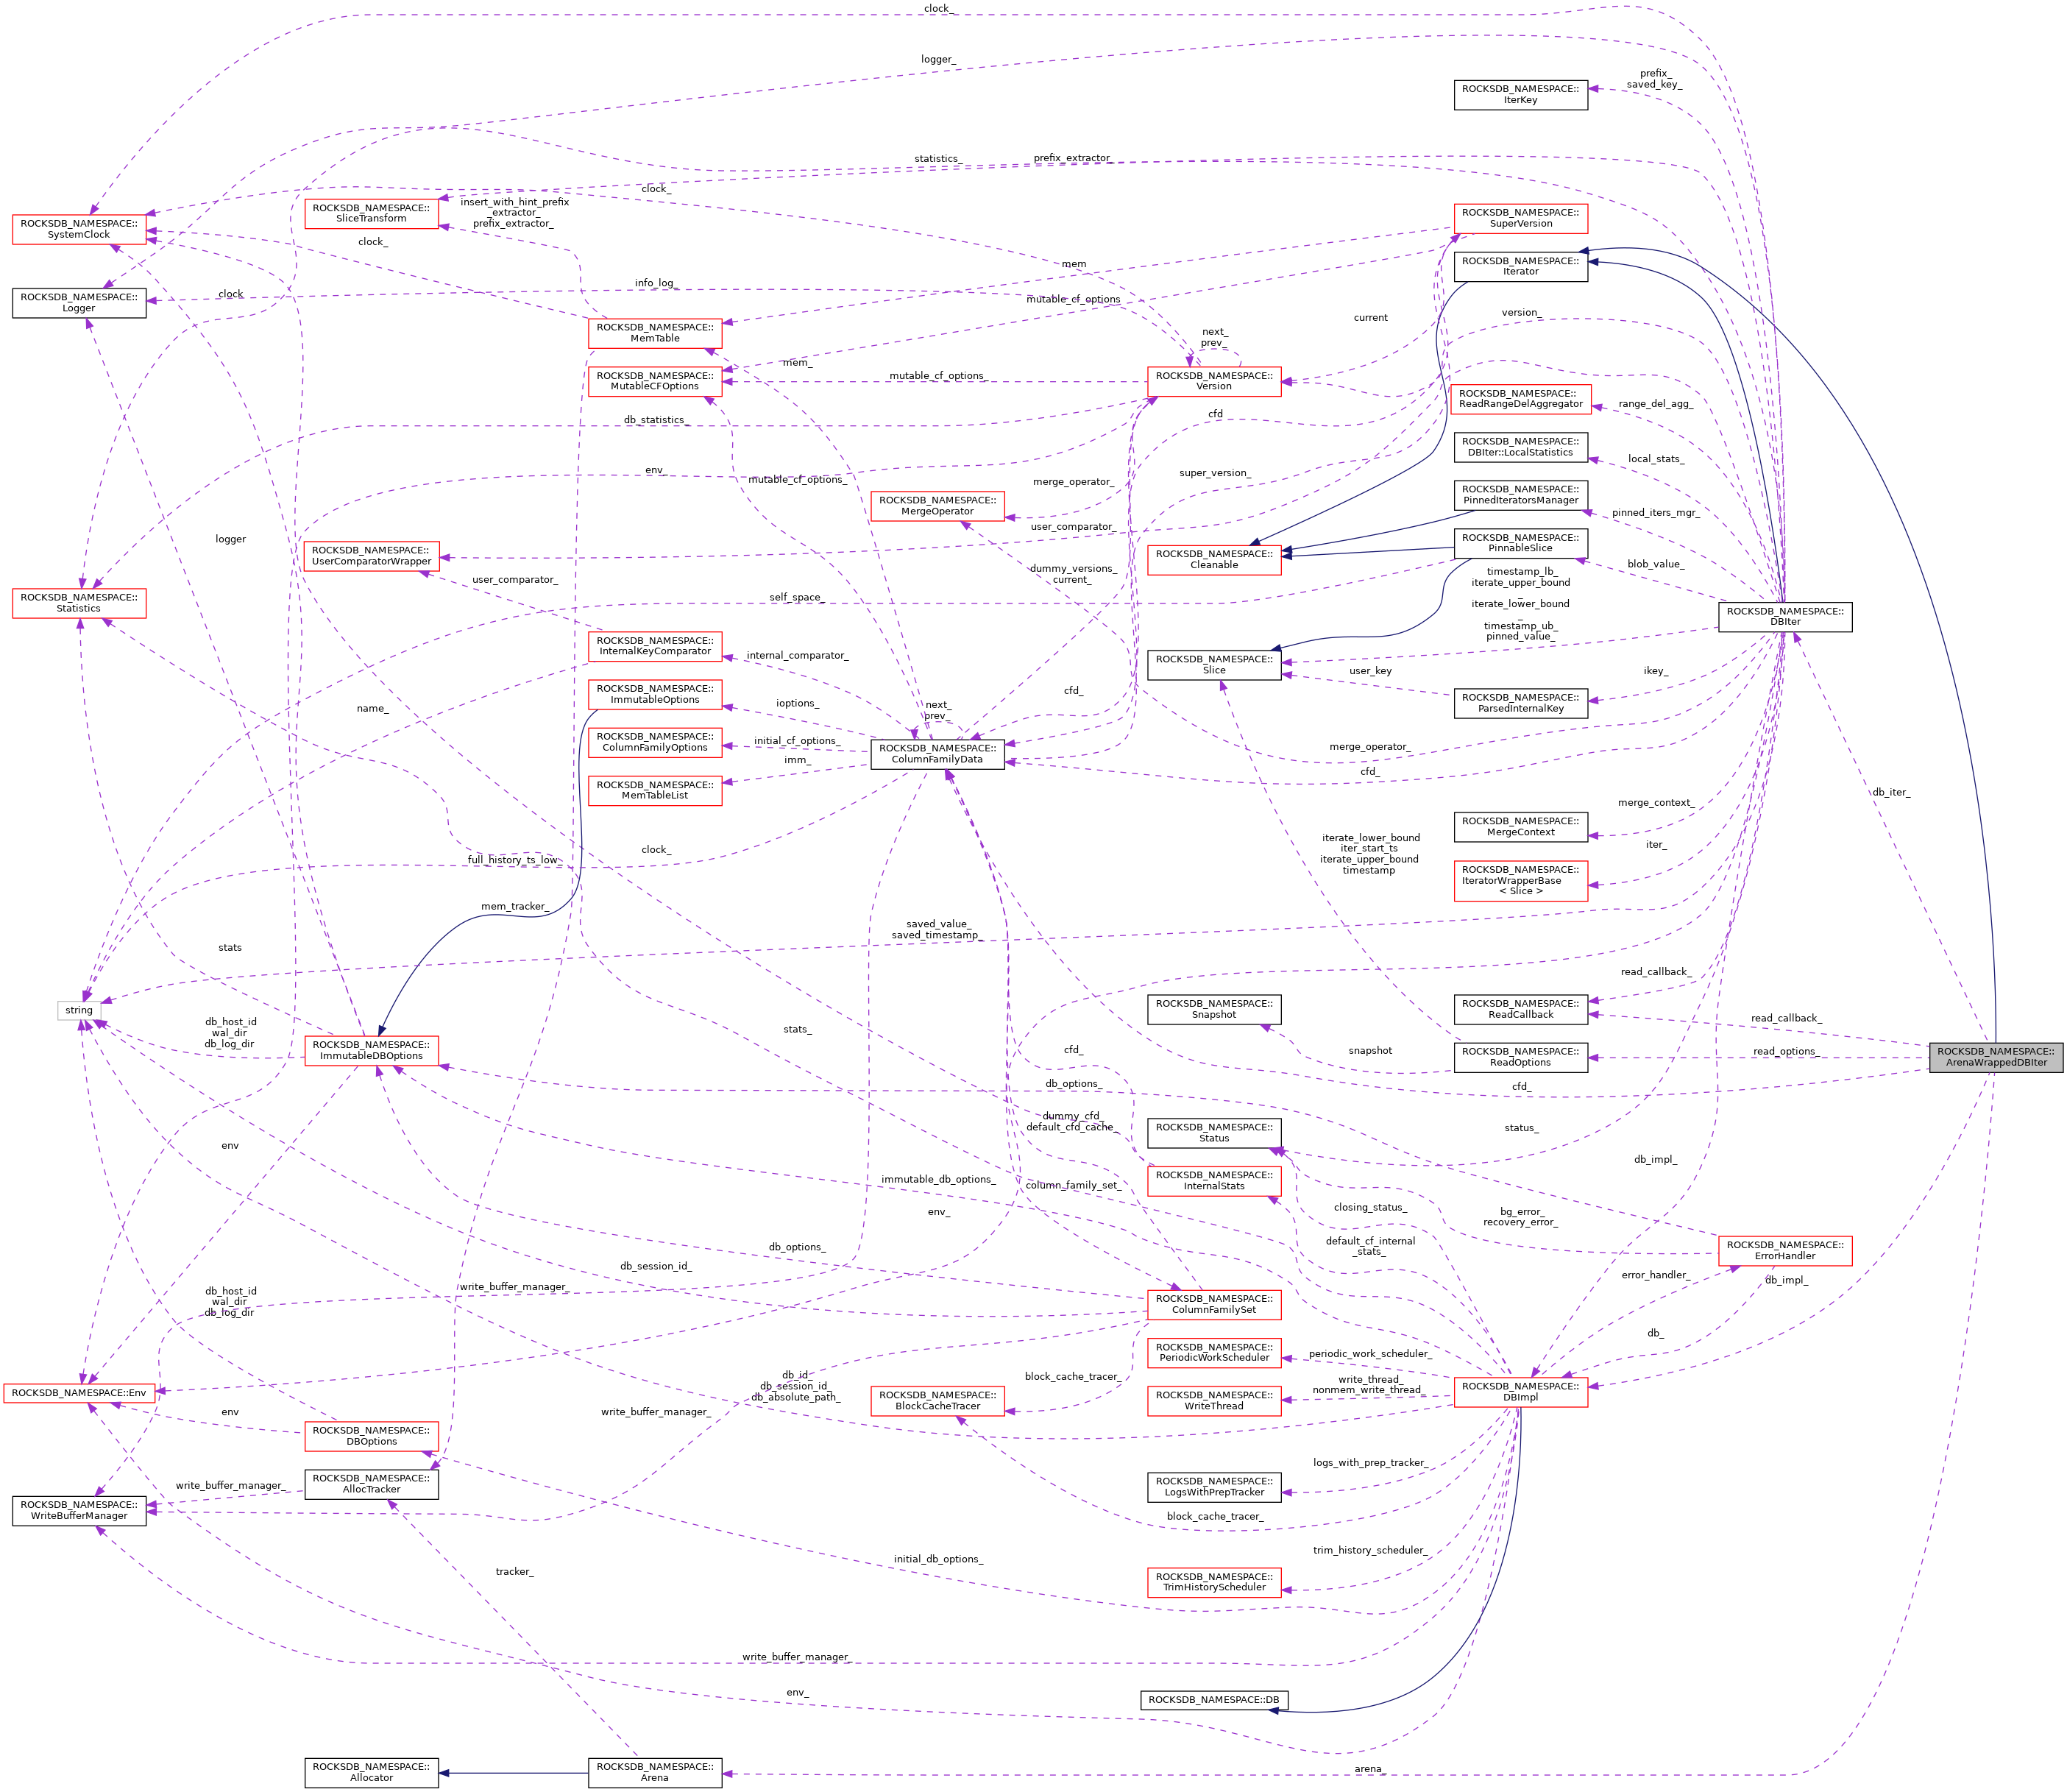 clock_
logger_
prefix_
saved_key_
ROCKSDB_NAMESPACE::
IterKey
statistics_
prefix_extractor_
clock_
ROCKSDB_NAMESPACE::
SliceTransform
insert_with_hint_prefix
_extractor_
prefix_extractor_
ROCKSDB_NAMESPACE::
SuperVersion
ROCKSDB_NAMESPACE::
SystemClock
clock_
mem
ROCKSDB_NAMESPACE::
Iterator
info_log_
clock
ROCKSDB_NAMESPACE::
Logger
mutable_cf_options
version_
current
ROCKSDB_NAMESPACE::
MemTable
next_
prev_
mem_
ROCKSDB_NAMESPACE::
MutableCFOptions
mutable_cf_options_
ROCKSDB_NAMESPACE::
Version
ROCKSDB_NAMESPACE::
ReadRangeDelAggregator
range_del_agg_
cfd
db_statistics_
ROCKSDB_NAMESPACE::
DBIter::LocalStatistics
local_stats_
env_
mutable_cf_options_
super_version_
merge_operator_
ROCKSDB_NAMESPACE::
MergeOperator
ROCKSDB_NAMESPACE::
PinnedIteratorsManager
pinned_iters_mgr_
user_comparator_
logger
ROCKSDB_NAMESPACE::
UserComparatorWrapper
ROCKSDB_NAMESPACE::
Cleanable
ROCKSDB_NAMESPACE::
PinnableSlice
blob_value_
user_comparator_
dummy_versions_
current_
timestamp_lb_
iterate_upper_bound
_
iterate_lower_bound
_
timestamp_ub_
pinned_value_
ROCKSDB_NAMESPACE::
Statistics
self_space_
ROCKSDB_NAMESPACE::
DBIter
ROCKSDB_NAMESPACE::
InternalKeyComparator
internal_comparator_
ROCKSDB_NAMESPACE::
Slice
user_key
ikey_
ROCKSDB_NAMESPACE::
ParsedInternalKey
ROCKSDB_NAMESPACE::
ImmutableOptions
ioptions_
name_
cfd_
next_
prev_
ROCKSDB_NAMESPACE::
ColumnFamilyOptions
initial_cf_options_
ROCKSDB_NAMESPACE::
ColumnFamilyData
merge_operator_
imm_
cfd_
ROCKSDB_NAMESPACE::
MemTableList
db_iter_
merge_context_
ROCKSDB_NAMESPACE::
MergeContext
full_history_ts_low_
clock_
iterate_lower_bound
iter_start_ts
iterate_upper_bound
timestamp
iter_
ROCKSDB_NAMESPACE::
IteratorWrapperBase
< Slice >
mem_tracker_
saved_value_
saved_timestamp_
stats
read_callback_
string
ROCKSDB_NAMESPACE::
Snapshot
ROCKSDB_NAMESPACE::
ReadCallback
read_callback_
db_host_id
wal_dir
db_log_dir
stats_
ROCKSDB_NAMESPACE::
ImmutableDBOptions
cfd_
snapshot
ROCKSDB_NAMESPACE::
ReadOptions
read_options_
ROCKSDB_NAMESPACE::
ArenaWrappedDBIter
db_options_
cfd_
dummy_cfd_
default_cfd_cache_
ROCKSDB_NAMESPACE::
Status
status_
env
db_impl_
immutable_db_options_
column_family_set_
ROCKSDB_NAMESPACE::
InternalStats
closing_status_
bg_error_
recovery_error_
env_
default_cf_internal
_stats_
db_options_
ROCKSDB_NAMESPACE::
ErrorHandler
db_session_id_
error_handler_
db_impl_
write_buffer_manager_
db_host_id
wal_dir
db_log_dir
ROCKSDB_NAMESPACE::
ColumnFamilySet
db_
ROCKSDB_NAMESPACE::
PeriodicWorkScheduler
periodic_work_scheduler_
block_cache_tracer_
db_id_
db_session_id_
db_absolute_path_
write_thread_
nonmem_write_thread_
ROCKSDB_NAMESPACE::
DBImpl
ROCKSDB_NAMESPACE::Env
ROCKSDB_NAMESPACE::
BlockCacheTracer
ROCKSDB_NAMESPACE::
WriteThread
env
write_buffer_manager_
ROCKSDB_NAMESPACE::
DBOptions
logs_with_prep_tracker_
ROCKSDB_NAMESPACE::
AllocTracker
write_buffer_manager_
ROCKSDB_NAMESPACE::
LogsWithPrepTracker
ROCKSDB_NAMESPACE::
WriteBufferManager
block_cache_tracer_
initial_db_options_
trim_history_scheduler_
tracker_
ROCKSDB_NAMESPACE::
TrimHistoryScheduler
write_buffer_manager_
env_
ROCKSDB_NAMESPACE::DB
arena_
ROCKSDB_NAMESPACE::
Allocator
ROCKSDB_NAMESPACE::
Arena